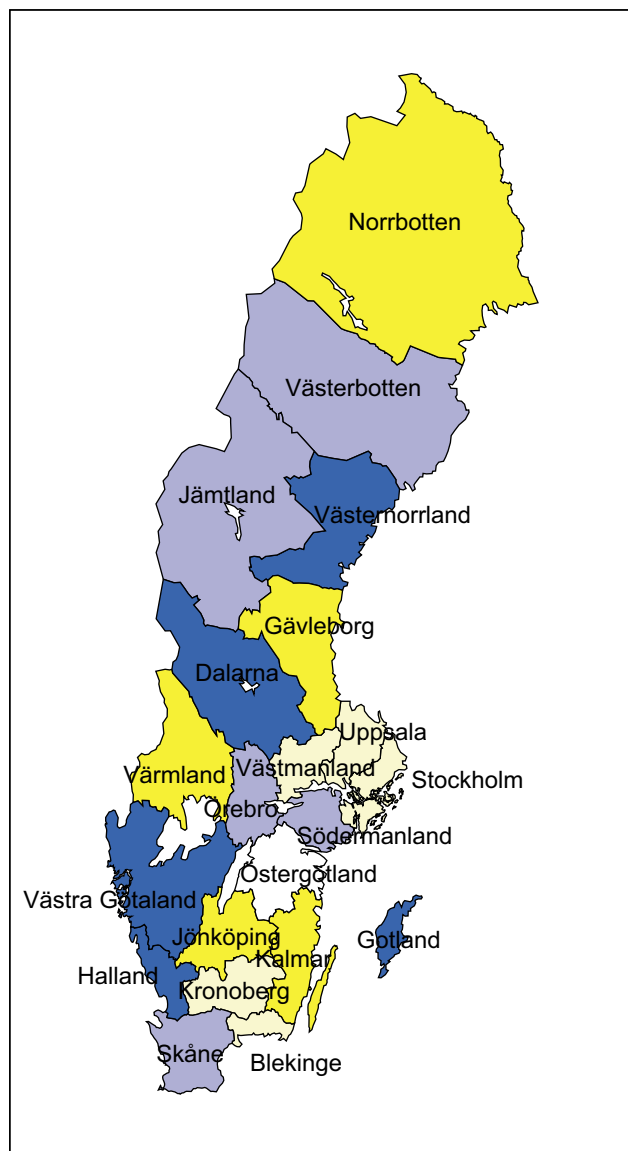 Norrbotten
Västerbotten
Jämtland
Västernorrland
Gävleborg
Dalarna
Uppsala
Västmanland
Värmland
Stockholm
Örebro
Södermanland
Östergötland
Västra Götaland
Jönköping
Gotland
Kalmar
Halland
Kronoberg
Skåne
Blekinge